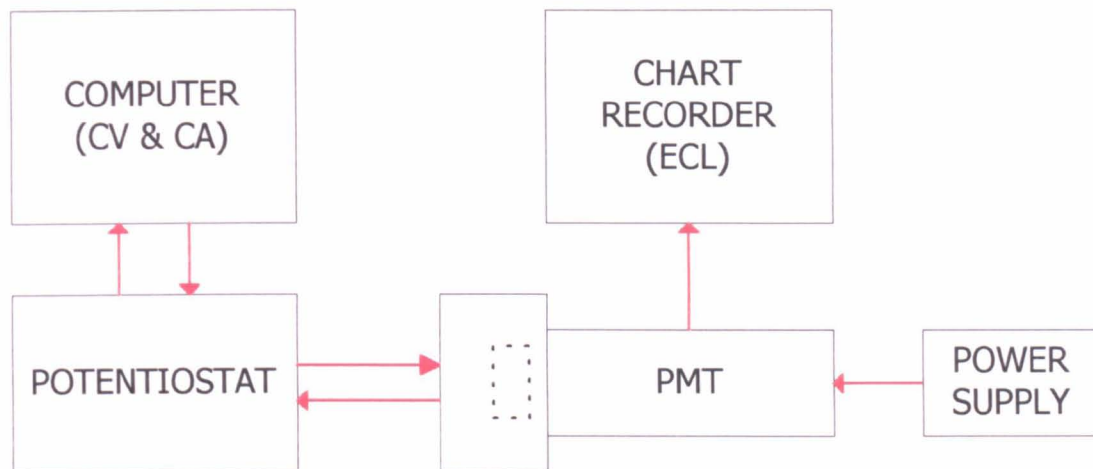 COMPUTER
(CV & CA)
CHART
RECORDER
(ECL)
POTENTIOSTAT
PMT
POWER
SUPPLY